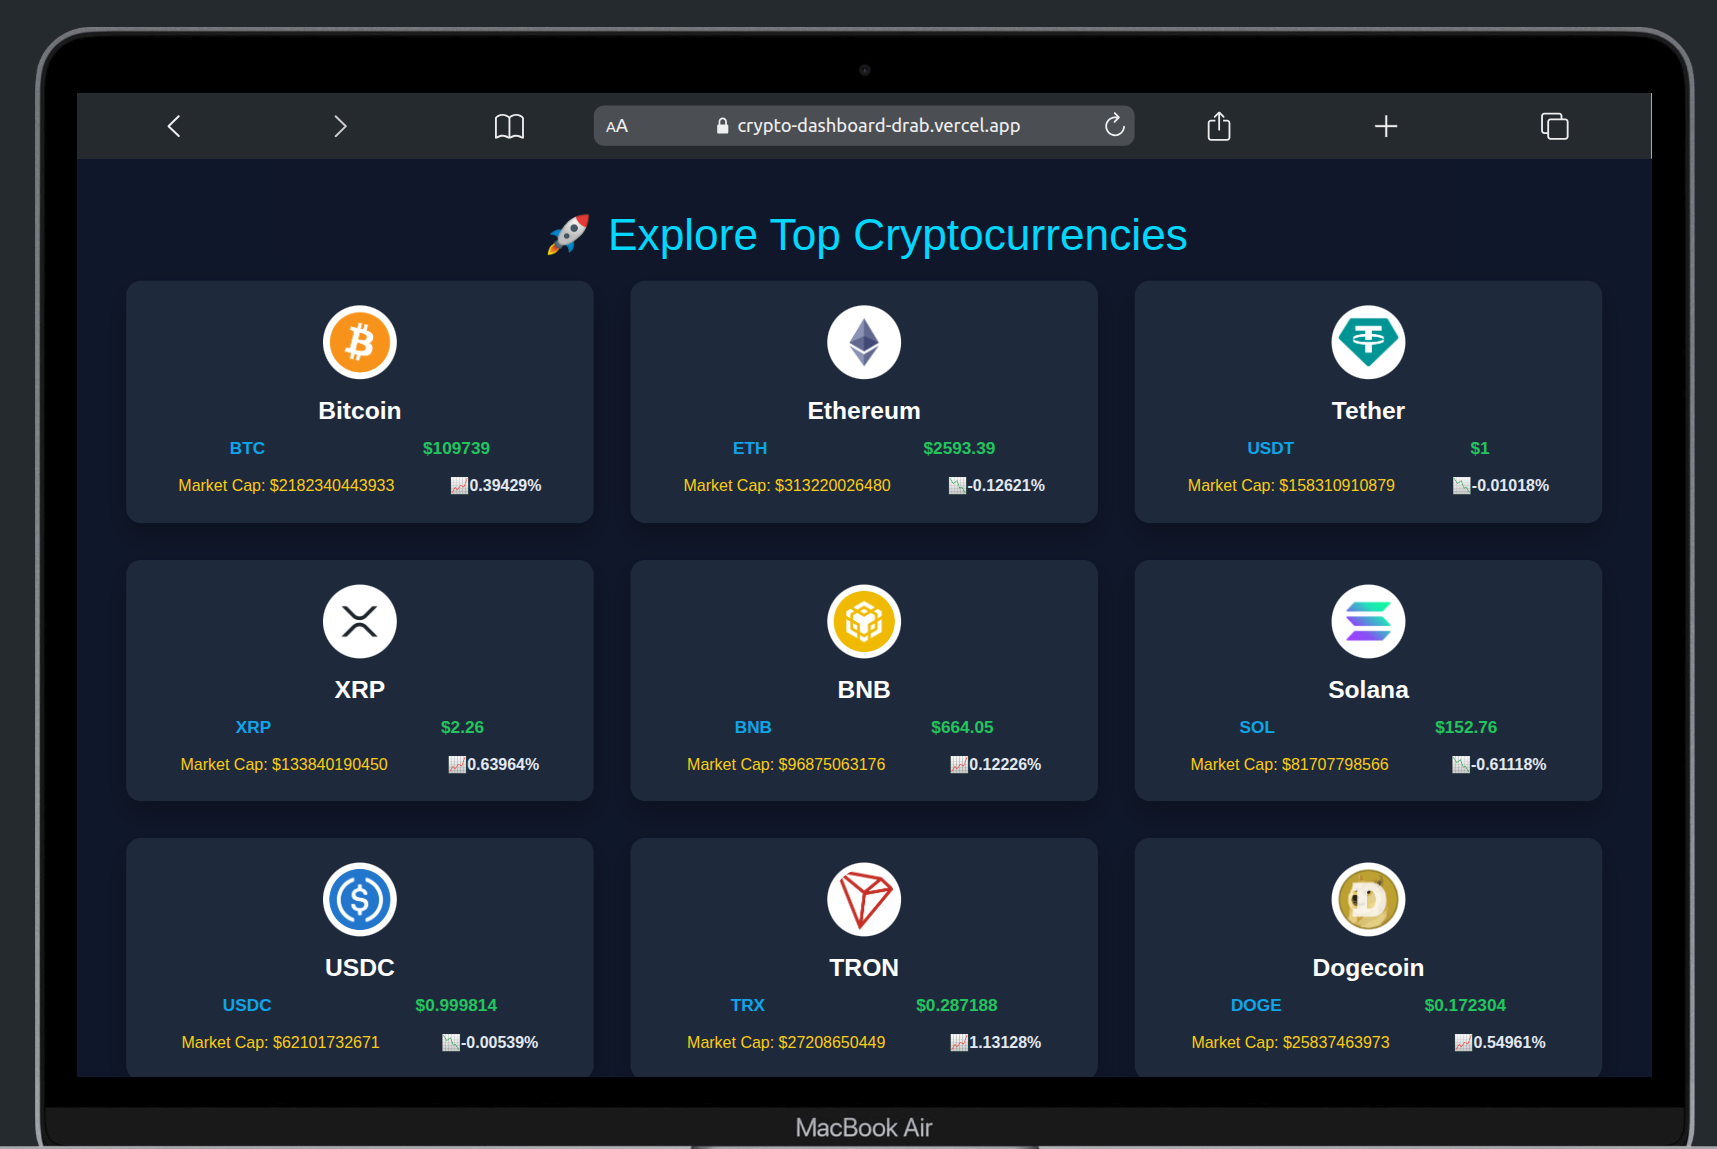 AA crypto-dashboard-drab.vercel.app
🚀 Explore Top Cryptocurrencies
Bitcoin
BTC $109739
Market Cap: $2182340443933 📈0.39429%
Ethereum
ETH $2593.39
Market Cap: $313220026480 📉-0.12621%
Tether
USDT $1
Market Cap: $158310910879 📉-0.01018%
XRP
XRP $2.26
Market Cap: $133840190450 📈0.63964%
BNB
BNB $664.05
Market Cap: $96875063176 📈0.12226%
Solana
SOL $152.76
Market Cap: $81707798566 📉-0.61118%
USDC
USDC $0.999814
Market Cap: $62101732671 📉-0.00539%
TRON
TRX $0.287188
Market Cap: $27208650449 📈1.13128%
Dogecoin
DOGE $0.172304
Market Cap: $25837463973 📈0.54961%
MacBook Air